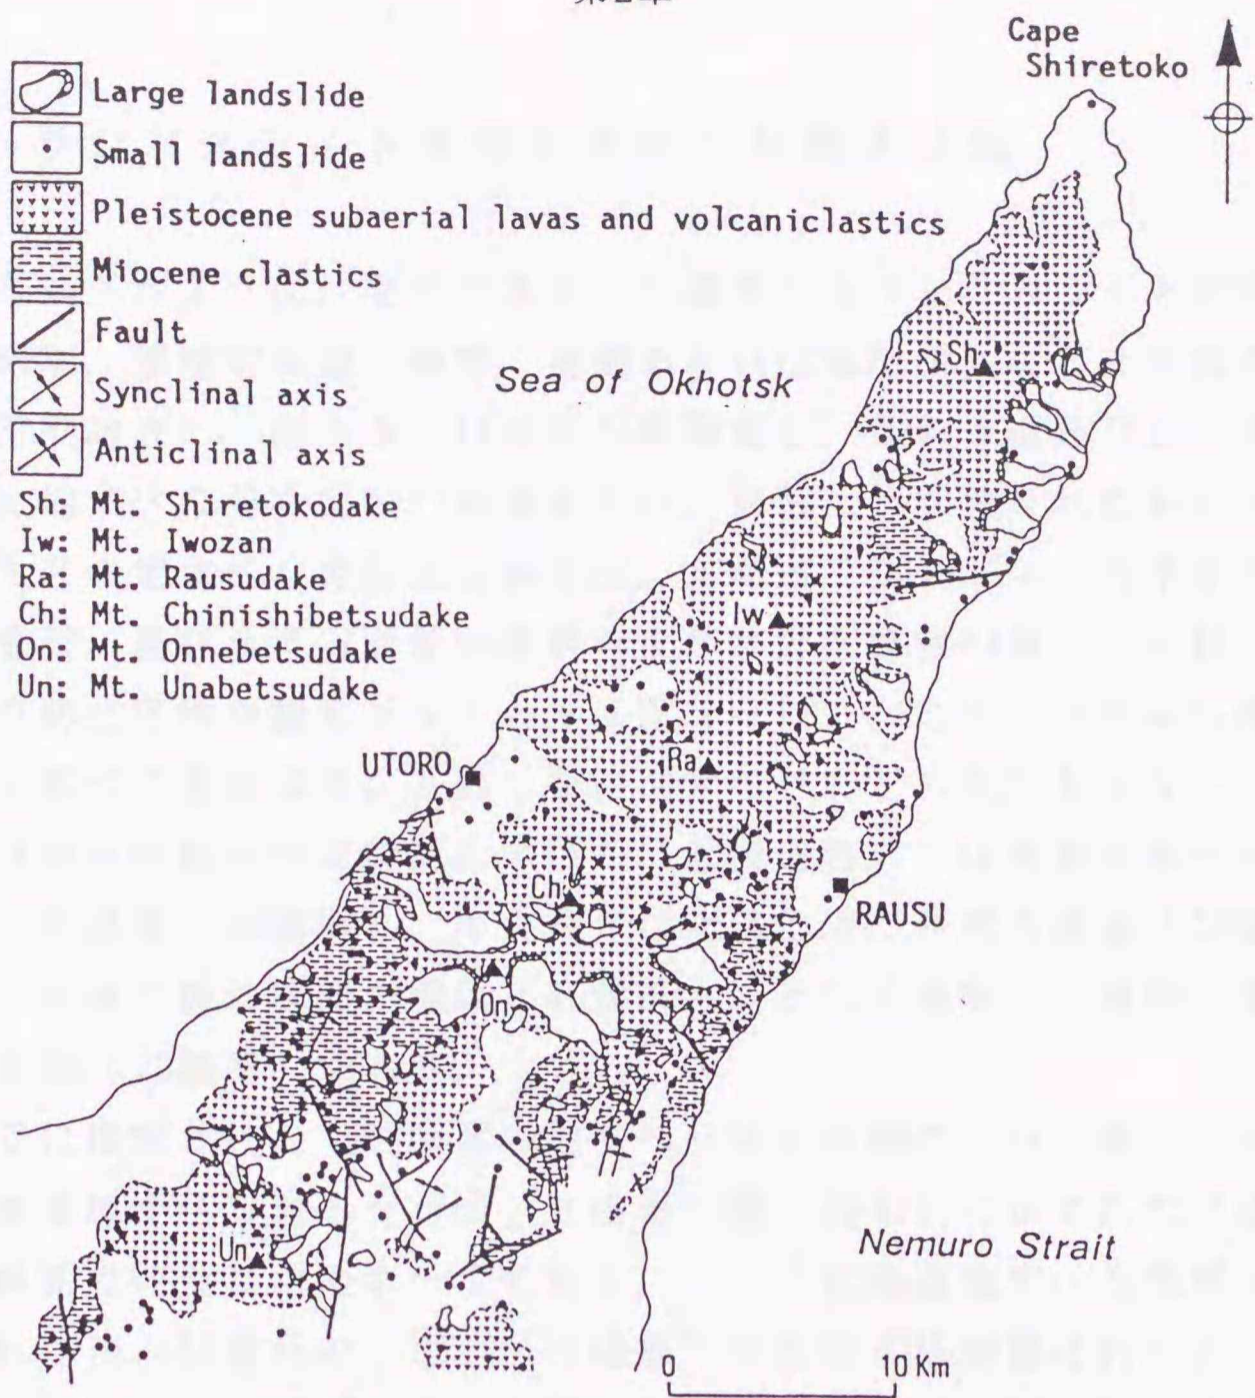 Cape
Shiretoko
Large landslide
Small landslide
Pleistocene subaerial lavas and volcaniclastics
Miocene clastics
Fault
Synclinal axis
Anticlinal axis
Sh: Mt. Shiretokodake
Iw: Mt. Iwozan
Ra: Mt. Rausudake
Ch: Mt. Chinishibetsudake
On: Mt. Onnebetsudake
Un: Mt. Unabetsudake
Sea of Okhotsk
Sh
Iw
Ra
UTORO
Ch
RAUSU
On
Un
Nemuro Strait
0 10 Km